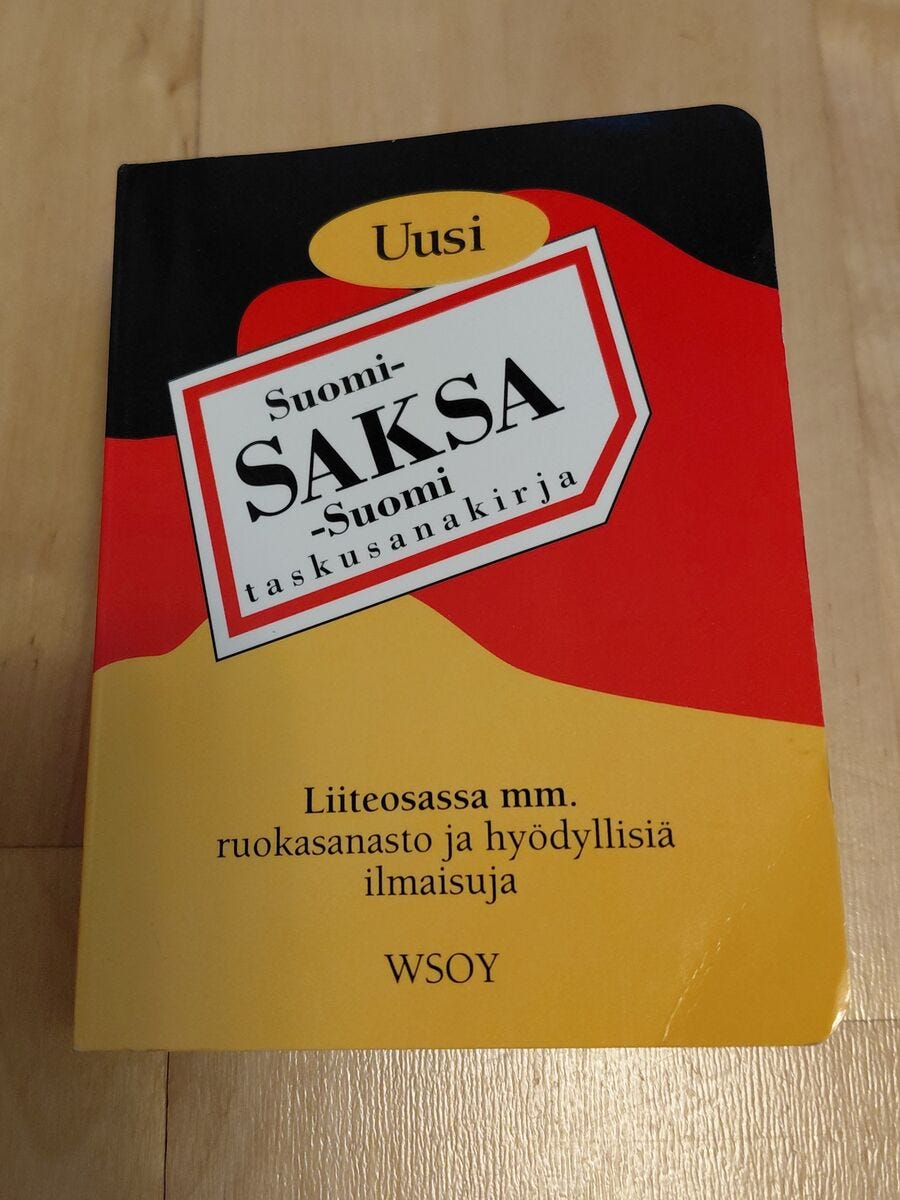 Uusi
Suomi-
SAKSA
-Suomi
taskusanakirja
Liiteosassa mm.
ruokasanasto ja hyödyllisiä
ilmaisuja
WSOY